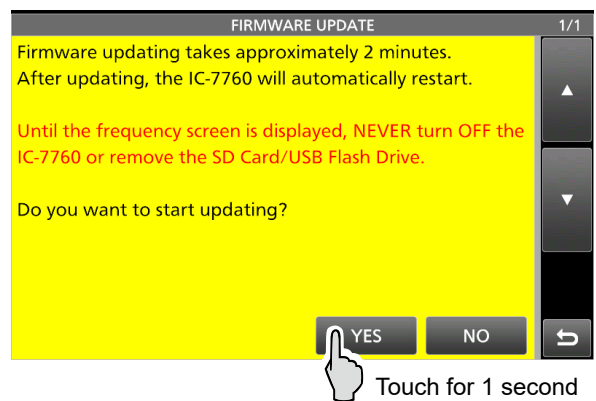 FIRMWARE UPDATE 1/1
Firmware updating takes approximately 2 minutes.
After updating, the IC-7760 will automatically restart.
Until the frequency screen is displayed, NEVER turn OFF the
IC-7760 or remove the SD Card/USB Flash Drive.
Do you want to start updating?
YES NO
Touch for 1 second